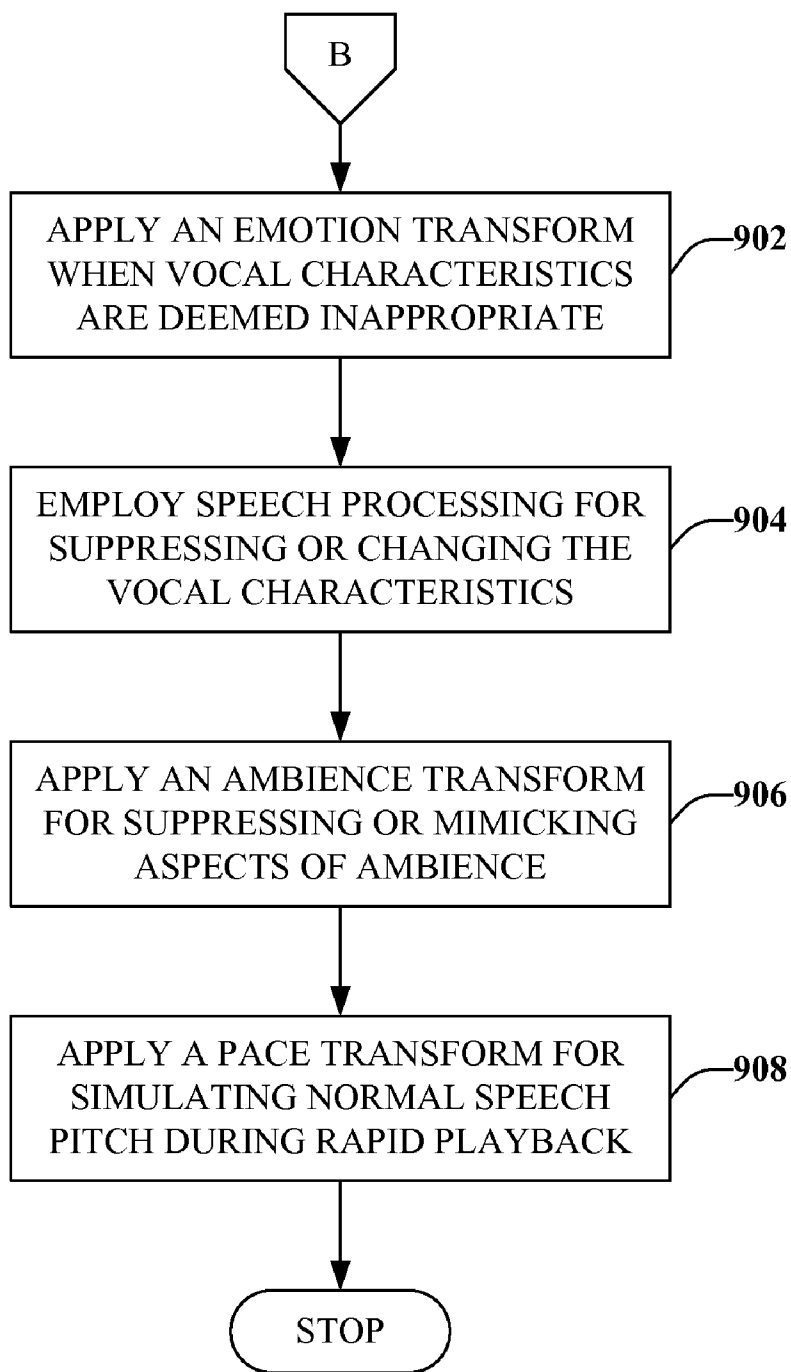 B
APPLY AN EMOTION TRANSFORM
WHEN VOCAL CHARACTERISTICS
ARE DEEMED INAPPROPRIATE
902
EMPLOY SPEECH PROCESSING FOR
SUPPRESSING OR CHANGING THE
VOCAL CHARACTERISTICS
904
APPLY AN AMBIENCE TRANSFORM
FOR SUPPRESSING OR MIMICKING
ASPECTS OF AMBIENCE
906
APPLY A PACE TRANSFORM FOR
SIMULATING NORMAL SPEECH
PITCH DURING RAPID PLAYBACK
908
STOP